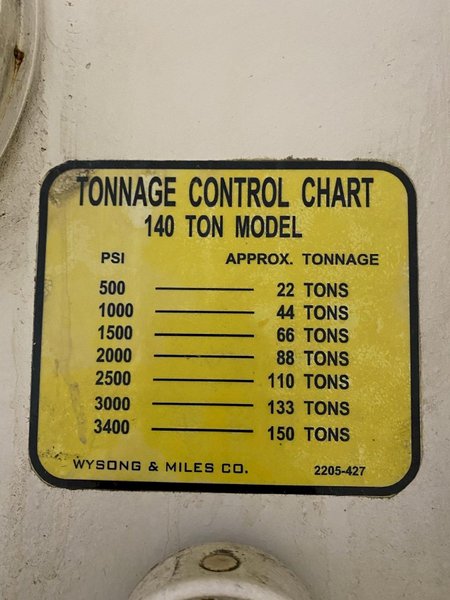 TONNAGE CONTROL CHART
140 TON MODEL
PSI APPROX. TONNAGE
500 22 TONS
1000 44 TONS
1500 66 TONS
2000 88 TONS
2500 110 TONS
3000 133 TONS
3400 150 TONS
WYSONG & MILES CO. 2205-427